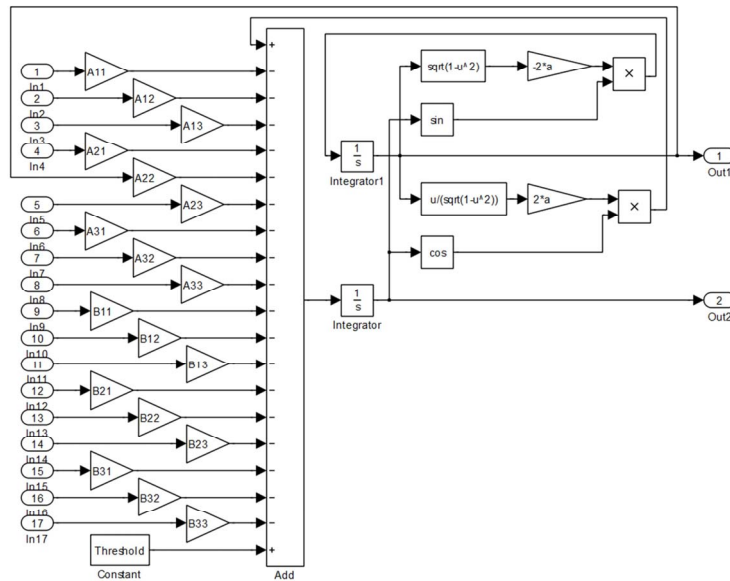 +
1
A11
−
In1
2
A12
−
In2
3
A13
−
In3
4
A21
−
In4
A22
−
5
A23
−
In5
6
A31
−
In6
7
A32
−
In7
8
A33
−
In8
9
B11
−
In9
10
B12
−
In10
11
B13
−
In11
12
B21
−
In12
13
B22
−
In13
14
B23
−
In14
15
B31
−
In15
16
B32
−
In16
17
B33
−
In17
Threshold
+
Constant
Add
sqrt(1-u^2)
-2*a
×
sin
1
s
Integrator1
1
Out1
u/(sqrt(1-u^2))
2*a
×
cos
1
s
Integrator
2
Out2